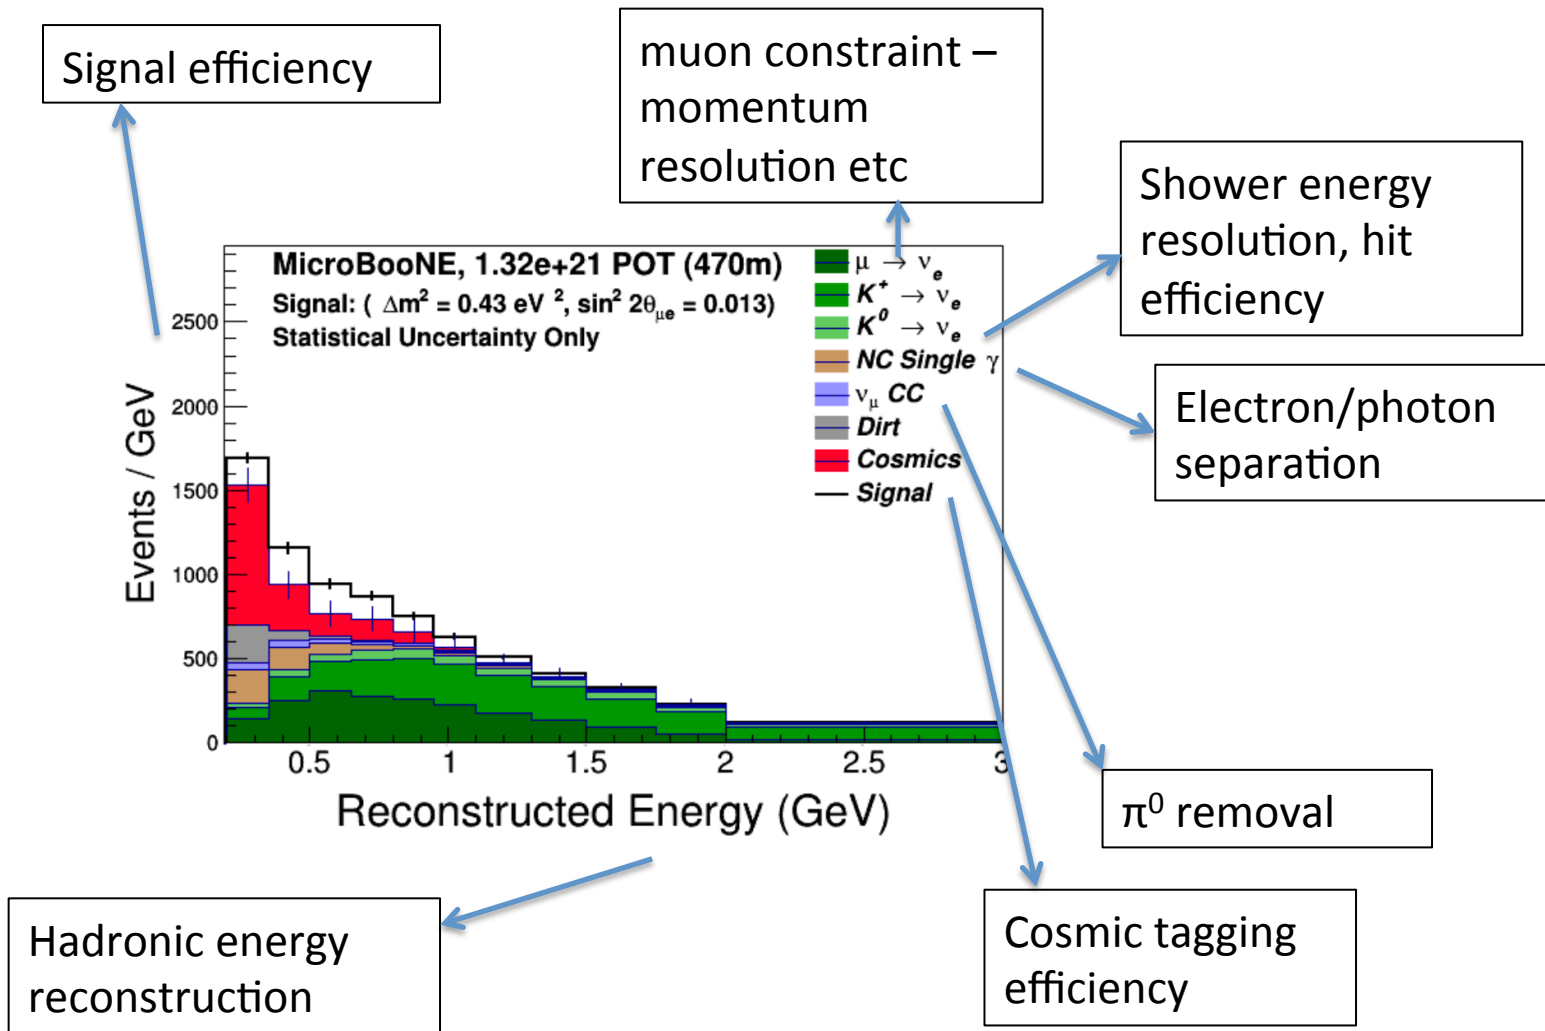 Signal efficiency
muon constraint –
momentum
resolution etc
Shower energy
resolution, hit
efficiency
Electron/photon
separation
MicroBooNE, 1.32e+21 POT (470m)
Signal: ( Δm² = 0.43 eV ², sin² 2θμe = 0.013)
Statistical Uncertainty Only
μ → νe
K⁺ → νe
K⁰ → νe
NC Single γ
νμ CC
Dirt
Cosmics
Signal
Events / GeV
2500
2000
1500
1000
500
0
0.5 1 1.5 2 2.5 3
Reconstructed Energy (GeV)
π⁰ removal
Hadronic energy
reconstruction
Cosmic tagging
efficiency